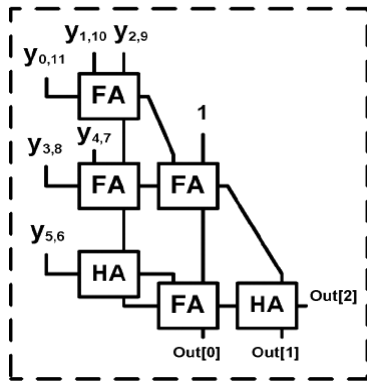 y1,10 y2,9
y0,11
FA
1
y4,7
y3,8
FA FA
y5,6
HA
FA HA
Out[2]
Out[0] Out[1]